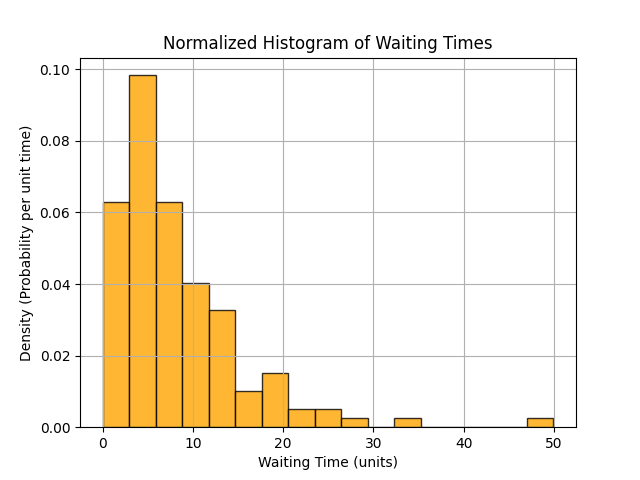 Normalized Histogram of Waiting Times
Density (Probability per unit time)
0.10
0.08
0.06
0.04
0.02
0.00
0 10 20 30 40 50
Waiting Time (units)